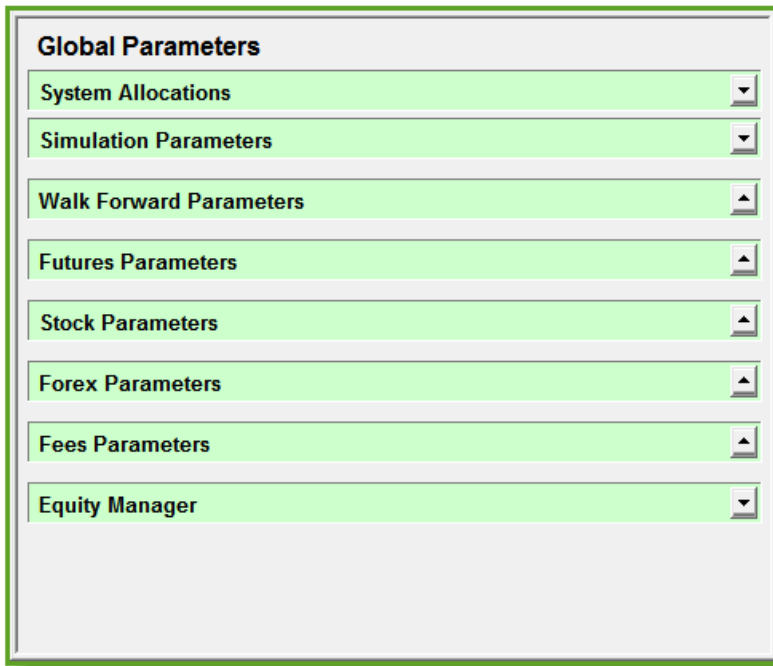 Global Parameters
System Allocations
Simulation Parameters
Walk Forward Parameters
Futures Parameters
Stock Parameters
Forex Parameters
Fees Parameters
Equity Manager